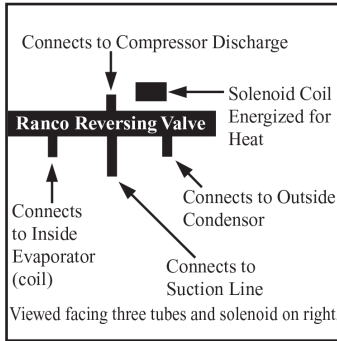 Connects to Compressor Discharge
Solenoid Coil
Energized for
Heat
Ranco Reversing Valve
Connects
to Inside
Evaporator
(coil)
Connects to Outside
Condensor
Connects to
Suction Line
Viewed facing three tubes and solenoid on right.